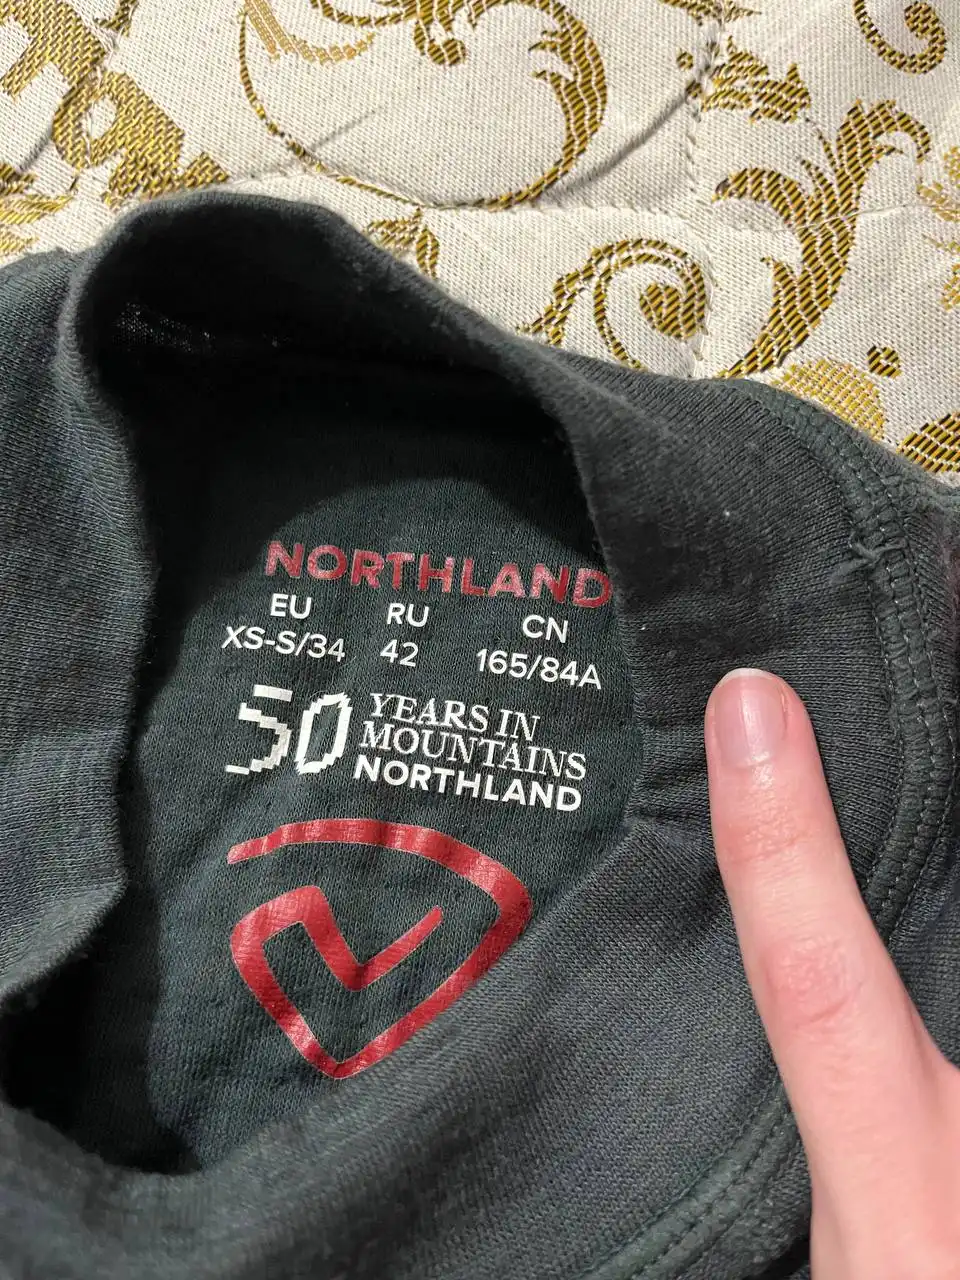 NORTHLAND
EU RU CN
XS-S/34 42 165/84A
50 YEARS IN
MOUNTAINS
NORTHLAND